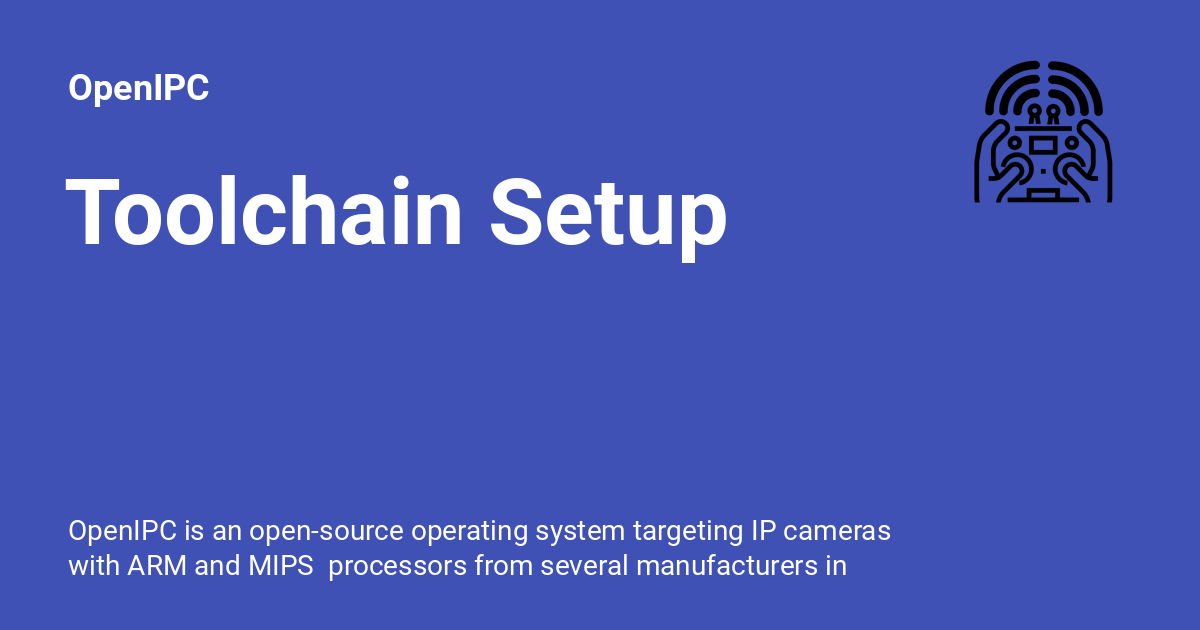 OpenIPC
Toolchain Setup
OpenIPC is an open-source operating system targeting IP cameras
with ARM and MIPS  processors from several manufacturers in